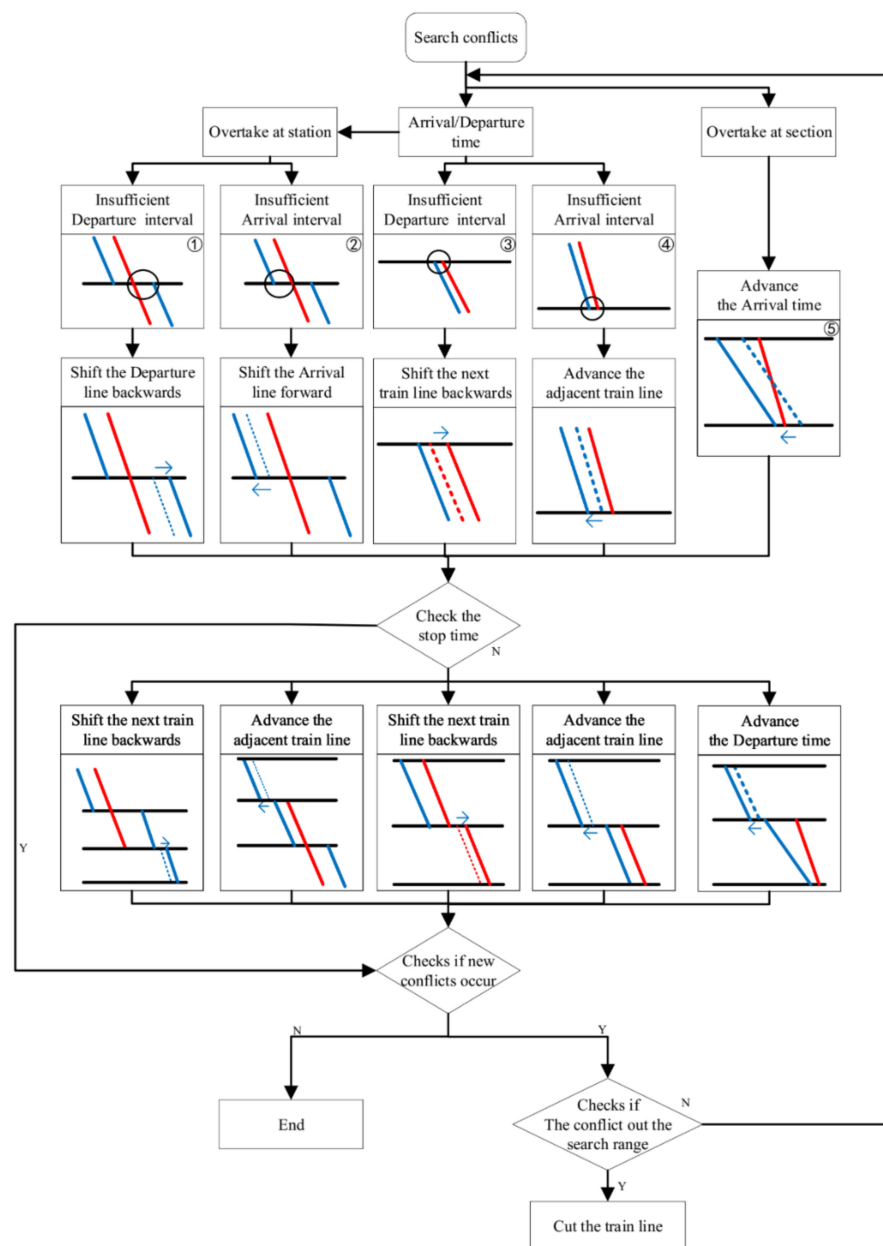 Search conflicts
Overtake at station
Arrival/Departure
time
Overtake at section
Insufficient
Departure interval
①
Insufficient
Arrival interval
②
Insufficient
Departure interval
③
Insufficient
Arrival interval
④
Advance
the Arrival time
⑤
Shift the Departure
line backwards
Shift the Arrival
line forward
Shift the next
train line backwards
Advance the
adjacent train line
Check the
stop time
N
Y
Shift the next train
line backwards
Advance the
adjacent train line
Shift the next train
line backwards
Advance the
adjacent train line
Advance
the Departure time
Checks if new
conflicts occur
N
Y
End
Checks if
The conflict out the
search range
N
Y
Cut the train line